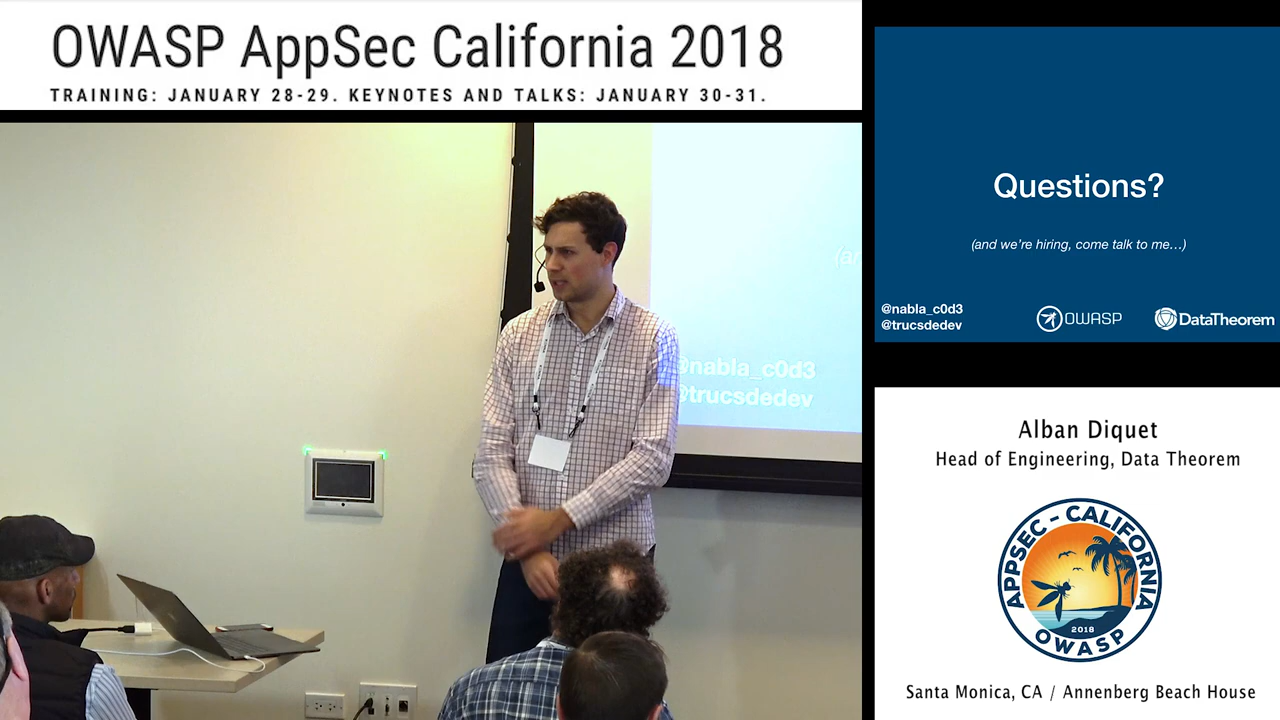 OWASP AppSec California 2018
TRAINING: JANUARY 28-29. KEYNOTES AND TALKS: JANUARY 30-31.
(a
@nabla_c0d3
@trucsdedev
Questions?
(and we're hiring, come talk to me...)
@nabla_c0d3
@trucsdedev
OWASP
DataTheorem
Alban Diquet
Head of Engineering, Data Theorem
APPSEC - CALIFORNIA
2018
OWASP
Santa Monica, CA / Annenberg Beach House